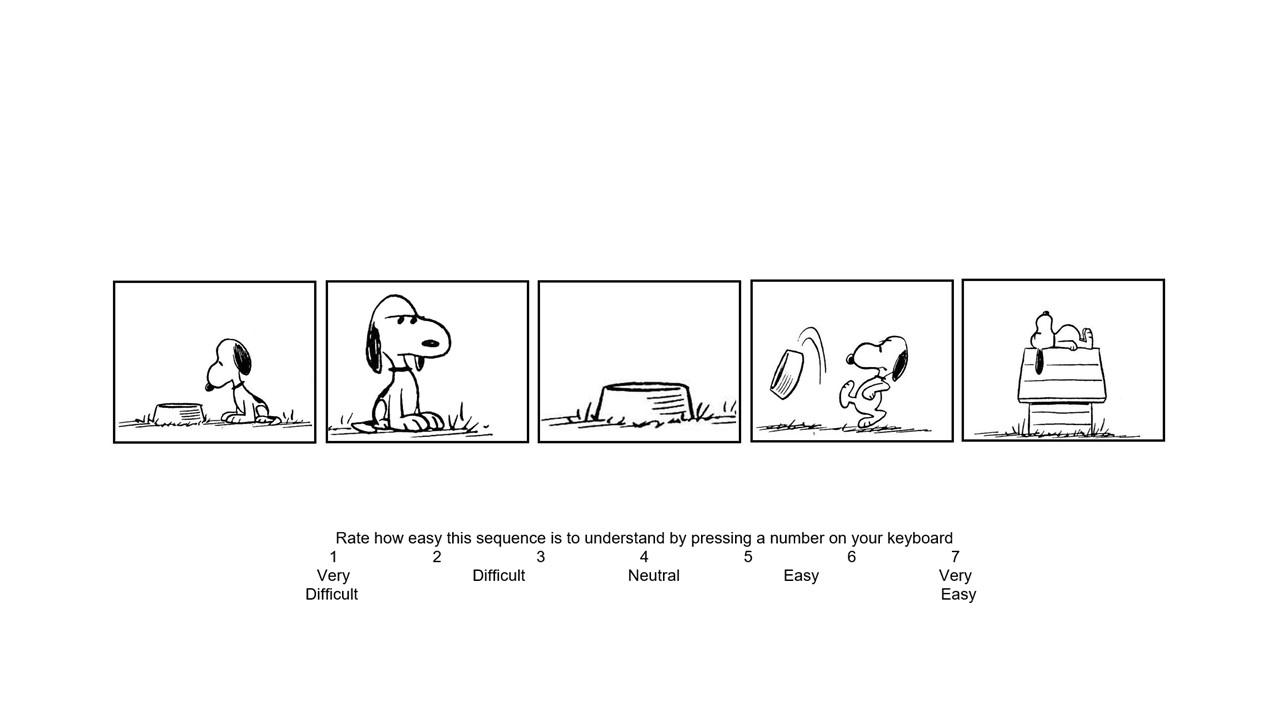 Rate how easy this sequence is to understand by pressing a number on your keyboard
1 2 3 4 5 6 7
Very Difficult Neutral Easy Very
Difficult Easy